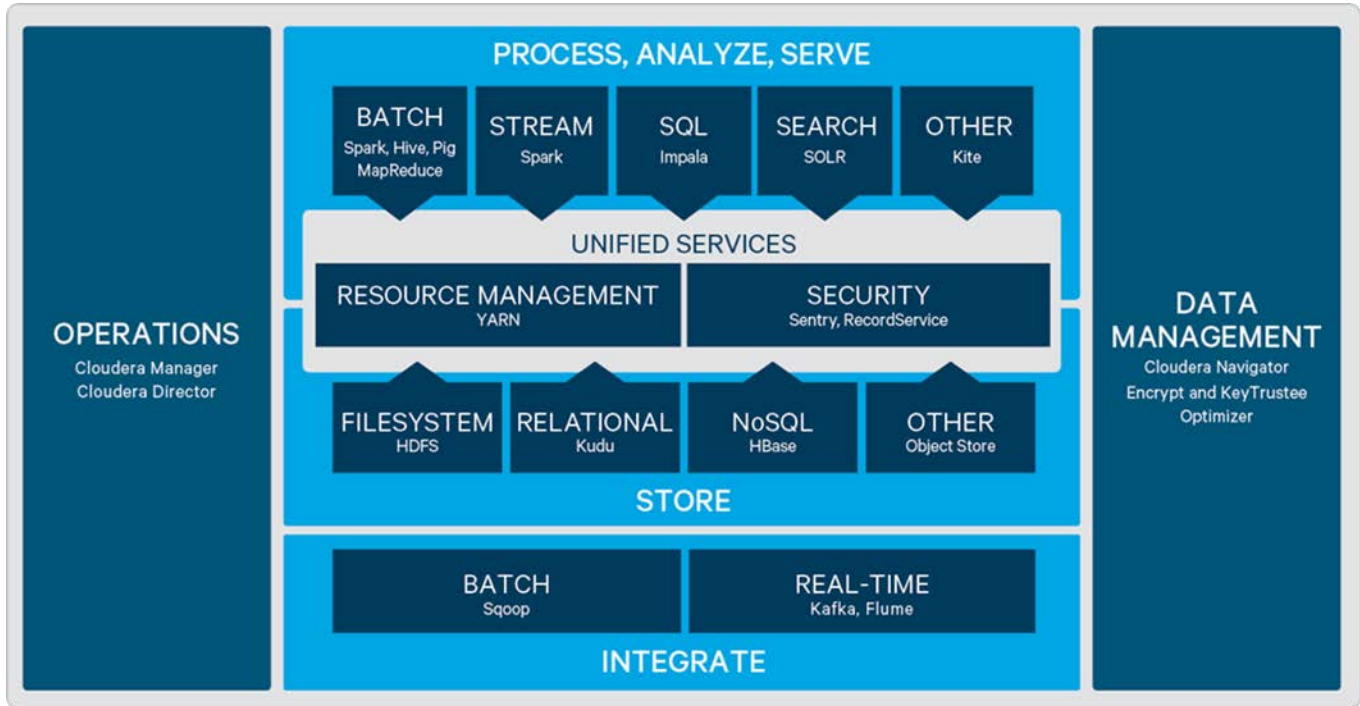 PROCESS, ANALYZE, SERVE
BATCH
Spark, Hive, Pig
MapReduce
STREAM
Spark
SQL
Impala
SEARCH
SOLR
OTHER
Kite
UNIFIED SERVICES
RESOURCE MANAGEMENT
YARN
SECURITY
Sentry, RecordService
OPERATIONS
Cloudera Manager
Cloudera Director
DATA
MANAGEMENT
Cloudera Navigator
Encrypt and KeyTrustee
Optimizer
FILESYSTEM
HDFS
RELATIONAL
Kudu
NoSQL
HBase
OTHER
Object Store
STORE
BATCH
Sqoop
REAL-TIME
Kafka, Flume
INTEGRATE